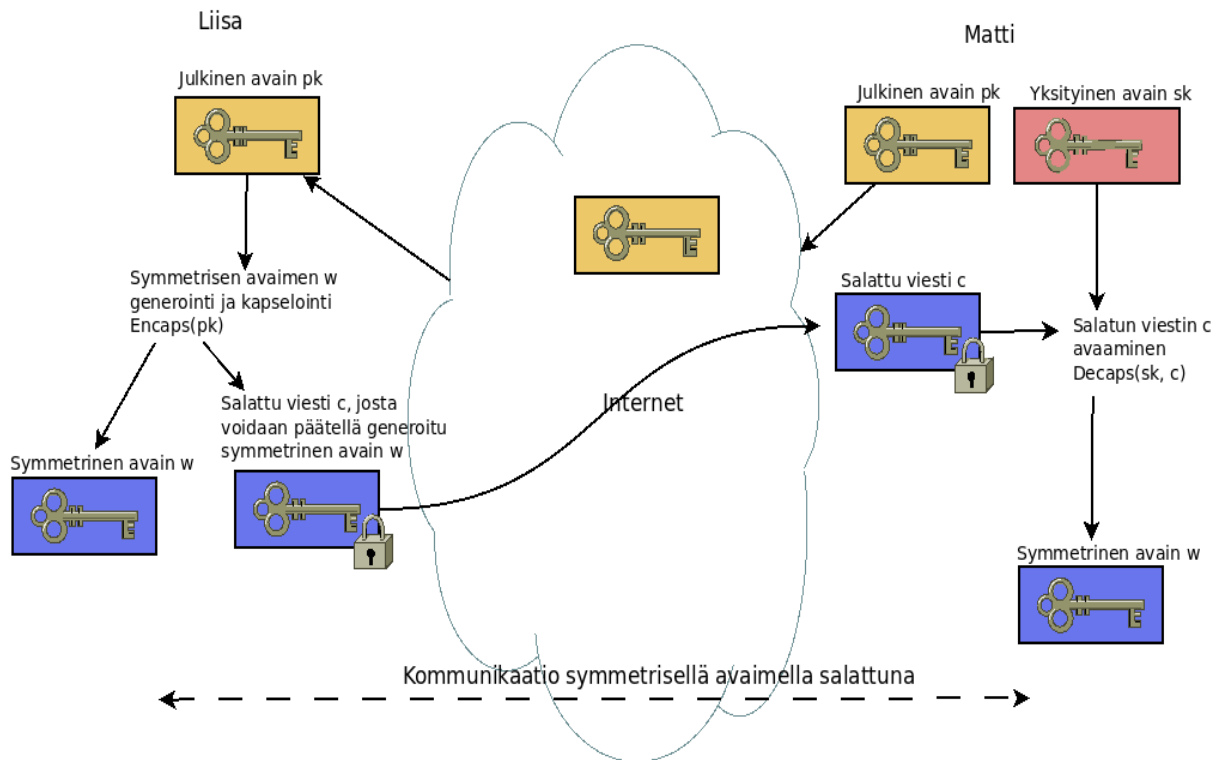 Liisa
Matti
Julkinen avain pk
Julkinen avain pk
Yksityinen avain sk
Symmetrisen avaimen w
generointi ja kapselointi
Encaps(pk)
Salattu viesti c
Salatun viestin c
avaaminen
Decaps(sk, c)
Salattu viesti c, josta
voidaan päätellä generoitu
symmetrinen avain w
Internet
Symmetrinen avain w
Symmetrinen avain w
Kommunikaatio symmetrisellä avaimella salattuna